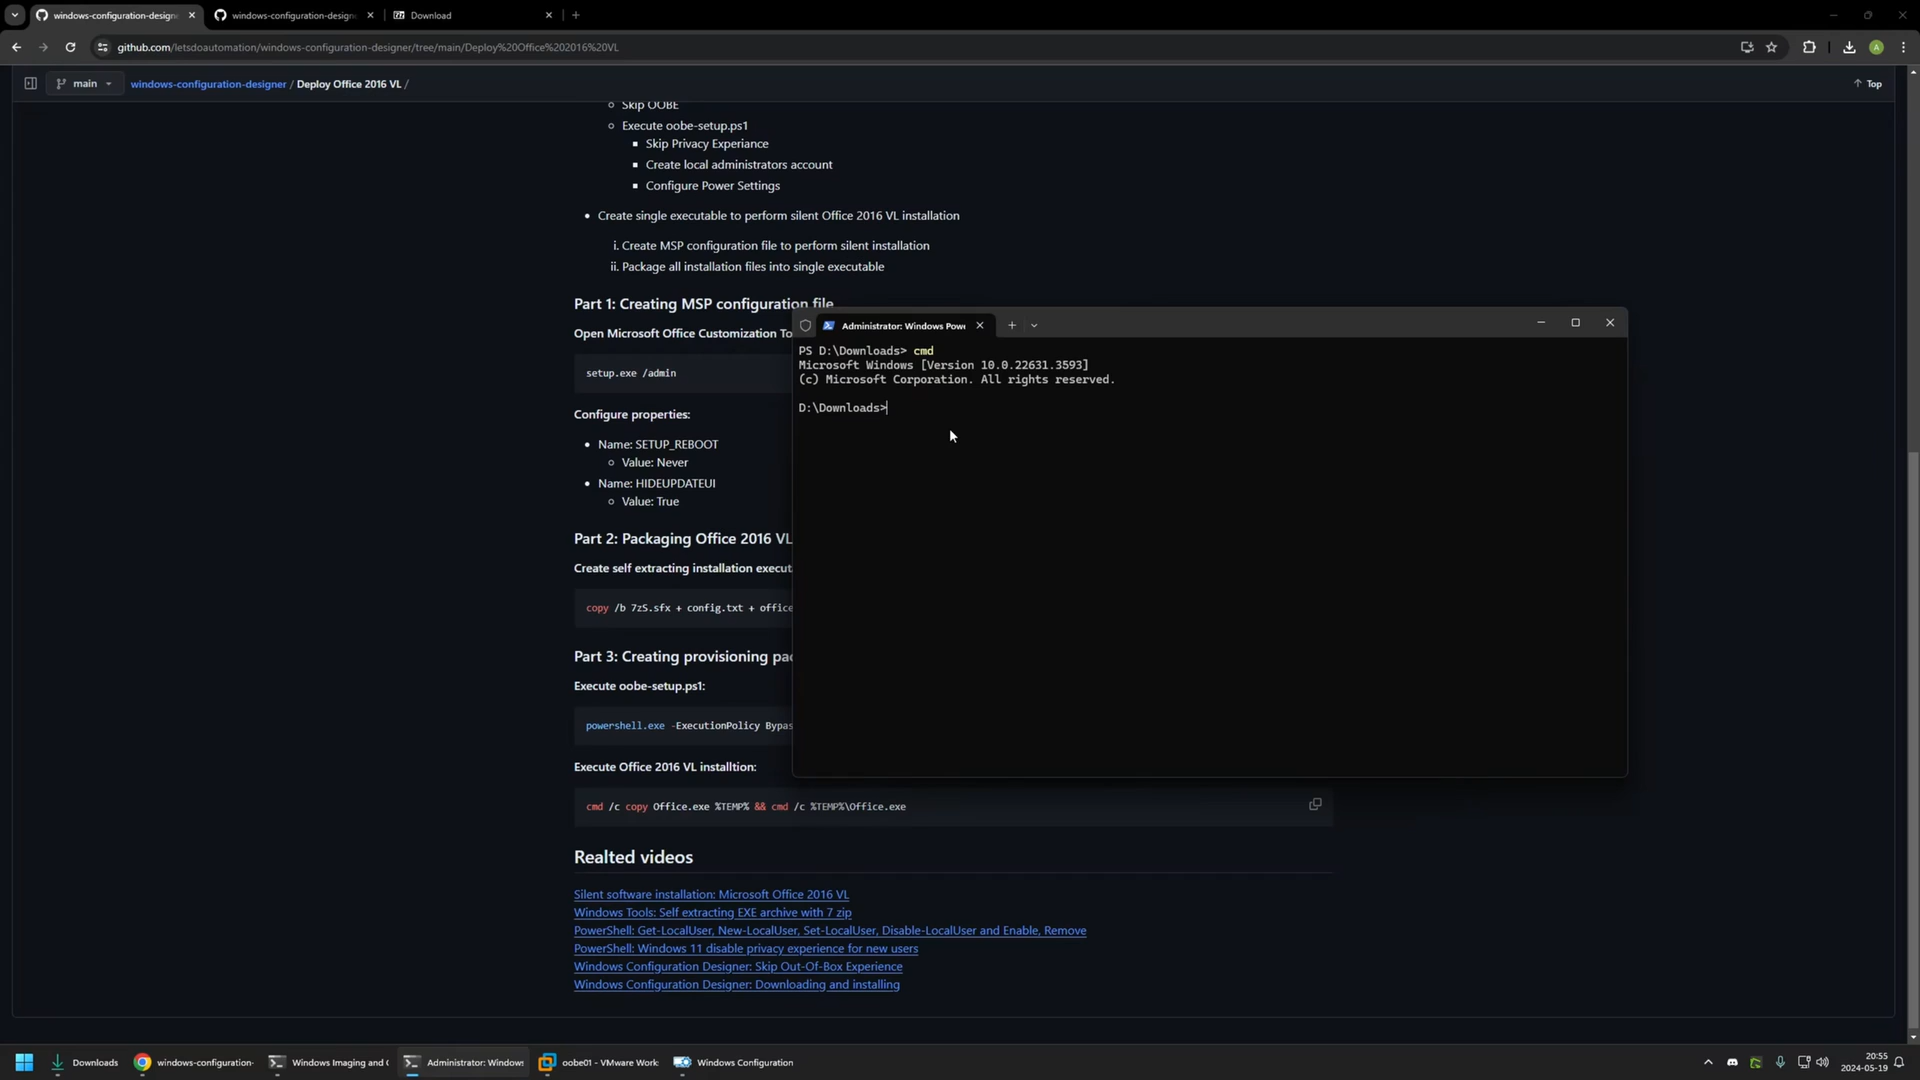 windows-configuration-design
windows-configuration-design
Download
github.com/letsdoautomation/windows-configuration-designer/tree/main/Deploy%20Office%202016%20VL
A
main
windows-configuration-designer / Deploy Office 2016 VL /
Top
Skip OOBE
Execute oobe-setup.ps1
Skip Privacy Experiance
Create local administrators account
Configure Power Settings
Create single executable to perform silent Office 2016 VL installation
i. Create MSP configuration file to perform silent installation
ii. Package all installation files into single executable
Part 1: Creating MSP configuration file
Open Microsoft Office Customization To
setup.exe /admin
Configure properties:
Name: SETUP_REBOOT
Value: Never
Name: HIDEUPDATEUI
Value: True
Part 2: Packaging Office 2016 VL
Create self extracting installation execut
copy /b 7zS.sfx + config.txt + office
Part 3: Creating provisioning pac
Execute oobe-setup.ps1:
powershell.exe -ExecutionPolicy Bypas
Execute Office 2016 VL installtion:
cmd /c copy Office.exe %TEMP% && cmd /c %TEMP%\Office.exe
Realted videos
Silent software installation: Microsoft Office 2016 VL
Windows Tools: Self extracting EXE archive with 7 zip
PowerShell: Get-LocalUser, New-LocalUser, Set-LocalUser, Disable-LocalUser and Enable, Remove
PowerShell: Windows 11 disable privacy experience for new users
Windows Configuration Designer: Skip Out-Of-Box Experience
Windows Configuration Designer: Downloading and installing
Administrator: Windows Powe
PS D:\Downloads> cmd
Microsoft Windows [Version 10.0.22631.3593]
(c) Microsoft Corporation. All rights reserved.
D:\Downloads>
Downloads
windows-configuration-
Windows Imaging and C
Administrator: Windows
oobe01 - VMware Work
Windows Configuration
20:55
2024-05-19